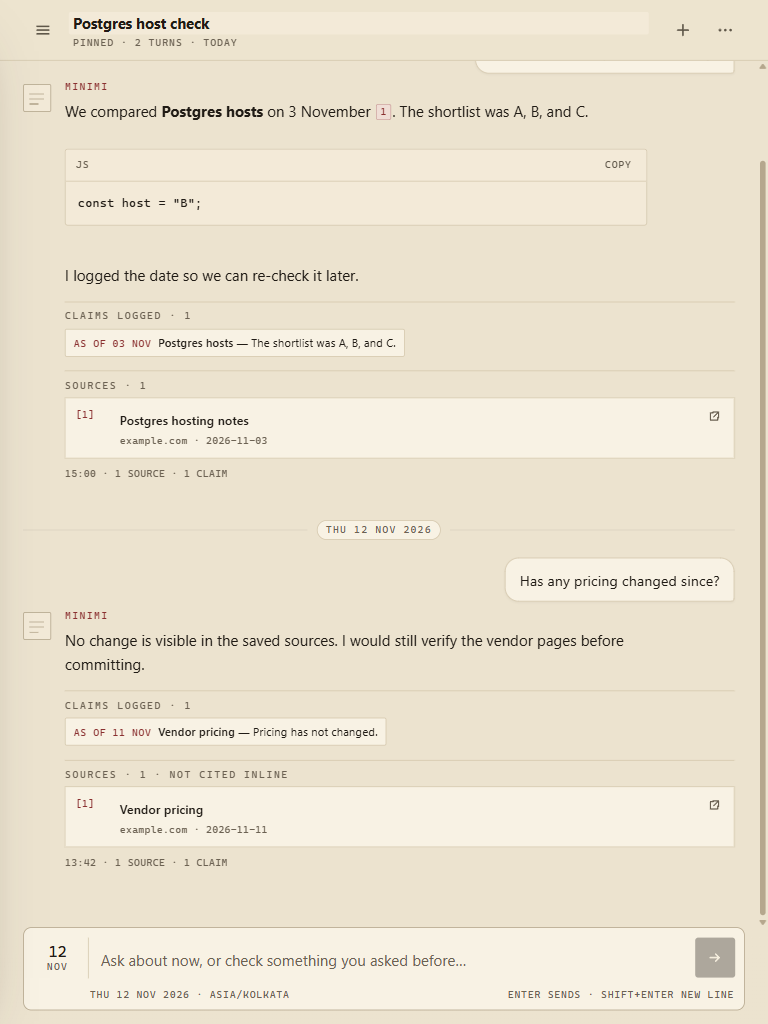 Postgres host check
PINNED · 2 TURNS · TODAY
MINIMI
We compared Postgres hosts on 3 November 1. The shortlist was A, B, and C.
JS COPY
const host = "B";
I logged the date so we can re-check it later.
CLAIMS LOGGED · 1
AS OF 03 NOV Postgres hosts — The shortlist was A, B, and C.
SOURCES · 1
[1] Postgres hosting notes
example.com · 2026-11-03
15:00 · 1 SOURCE · 1 CLAIM
THU 12 NOV 2026
Has any pricing changed since?
MINIMI
No change is visible in the saved sources. I would still verify the vendor pages before
committing.
CLAIMS LOGGED · 1
AS OF 11 NOV Vendor pricing — Pricing has not changed.
SOURCES · 1 · NOT CITED INLINE
[1] Vendor pricing
example.com · 2026-11-11
13:42 · 1 SOURCE · 1 CLAIM
12
NOV
Ask about now, or check something you asked before...
THU 12 NOV 2026 · ASIA/KOLKATA
ENTER SENDS · SHIFT+ENTER NEW LINE